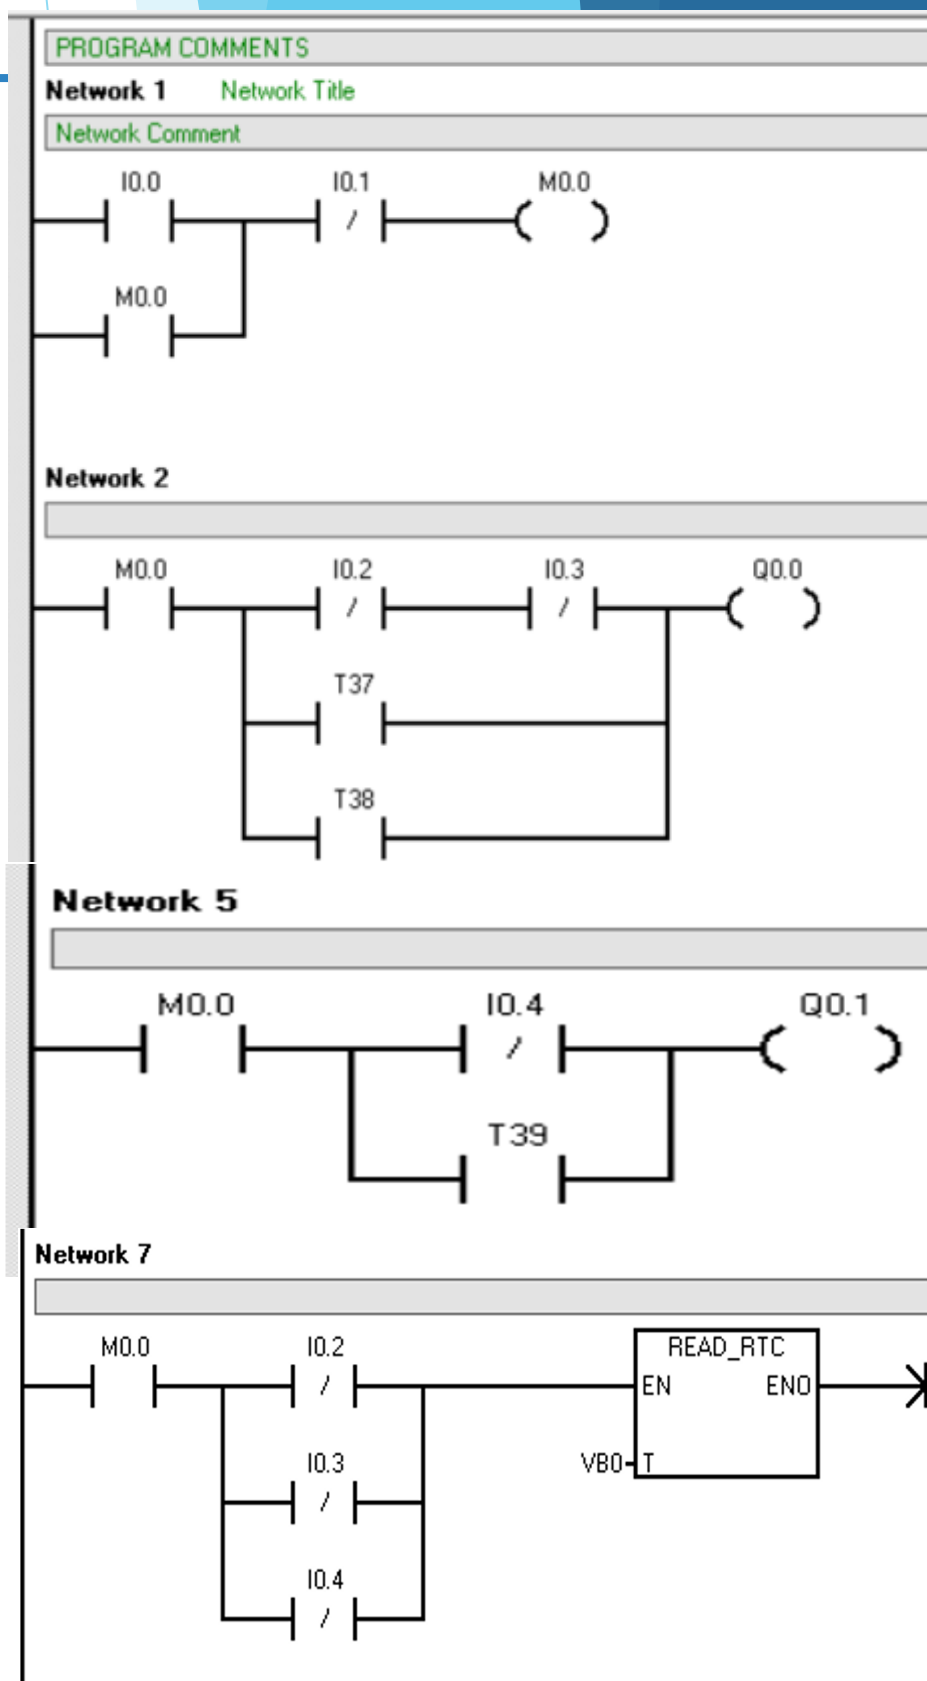 PROGRAM COMMENTS
Network 1 Network Title
Network Comment
I0.0 I0.1 M0.0
/
M0.0
Network 2
M0.0 I0.2 I0.3 Q0.0
/ /
T37
T38
Network 5
M0.0 I0.4 Q0.1
/
T39
Network 7
M0.0 I0.2 READ_RTC
/ EN ENO
I0.3 VB0 T
/
I0.4
/